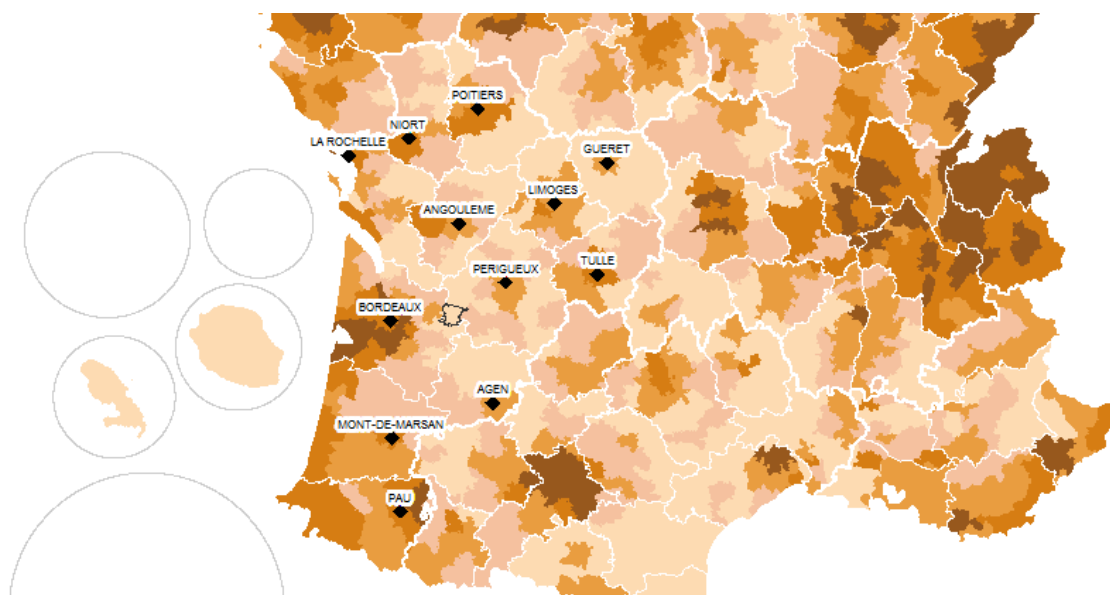 POITIERS
NIORT
LA ROCHELLE
GUERET
LIMOGES
ANGOULEME
TULLE
PERIGUEUX
BORDEAUX
AGEN
MONT-DE-MARSAN
PAU